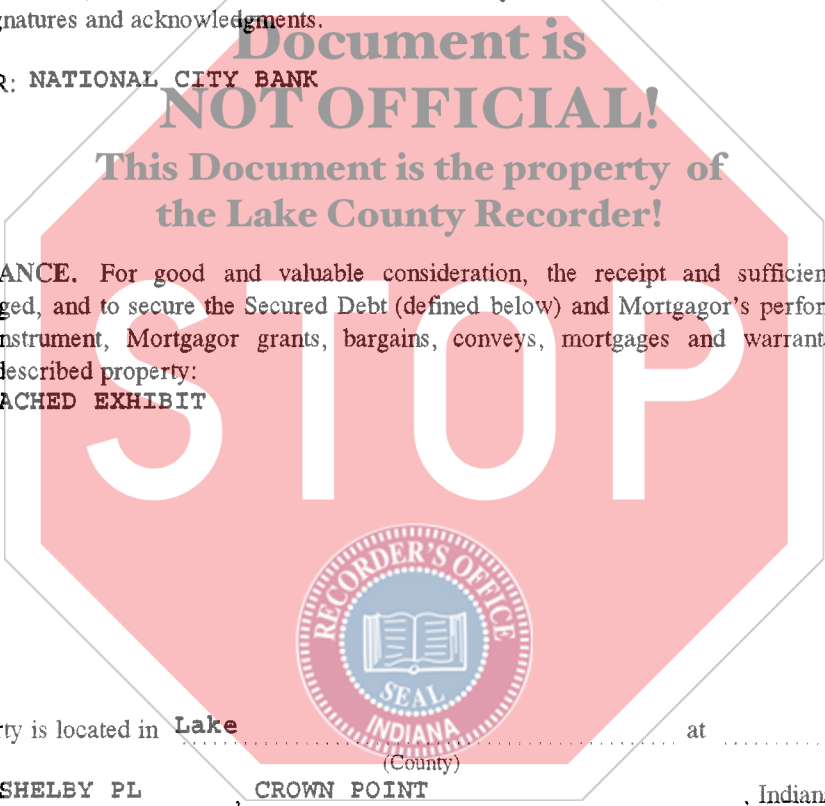 gnatures and acknowledgments.
Document is
R: NATIONAL CITY BANK
NOT OFFICIAL!
This Document is the property of
the Lake County Recorder!
ANCE. For good and valuable consideration, the receipt and sufficien
ged, and to secure the Secured Debt (defined below) and Mortgagor's perfor
nstrument, Mortgagor grants, bargains, conveys, mortgages and warrant
described property:
ACHED EXHIBIT
STOP
RECORDER'S OFFICE
SEAL
INDIANA
rty is located in Lake at
(County)
SHELBY PL , CROWN POINT , Indian